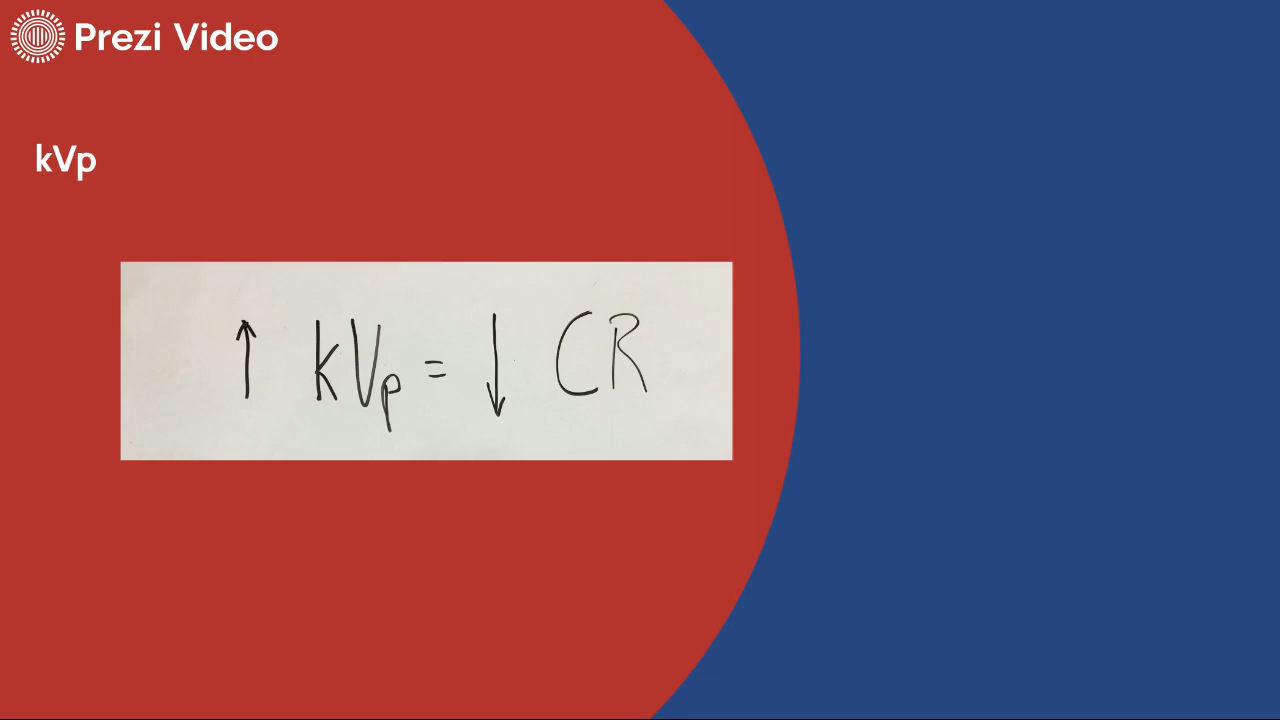 Prezi Video
kVp
↑ kVp = ↓ CR